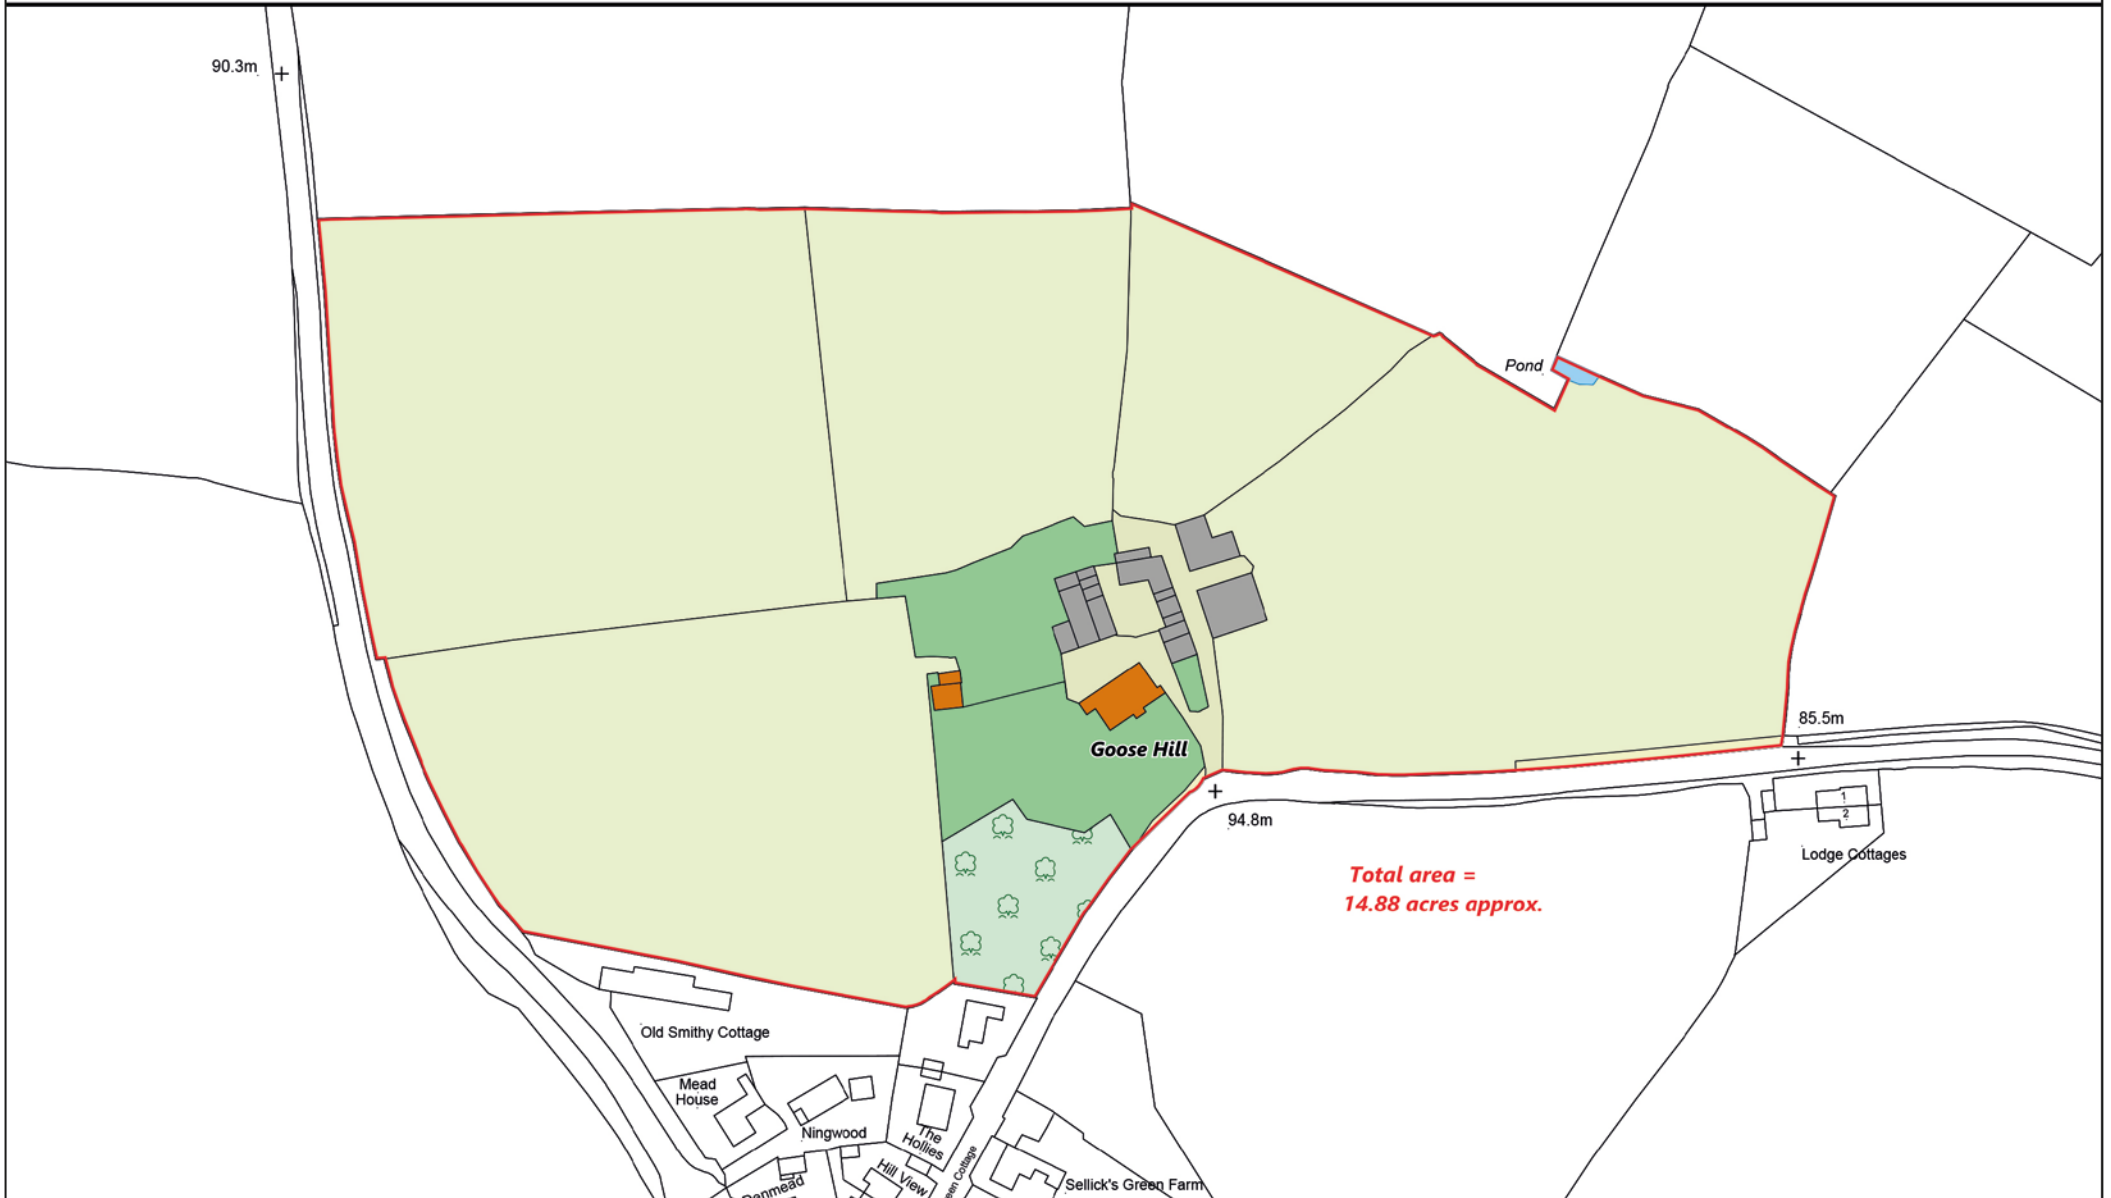 90.3m
Pond
85.5m
Goose Hill
94.8m
1
2
Lodge Cottages
Total area =
14.88 acres approx.
Old Smithy Cottage
Mead
House
Ningwood
The
Hollies
Hill View
Cottage
Sellick's Green Farm